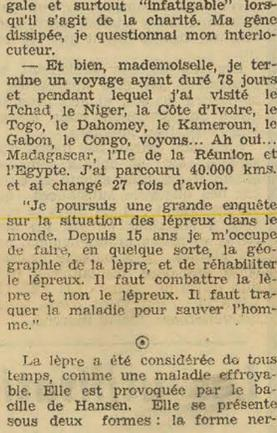 gale et surtout "infatigable" lors-
qu'il s'agit de la charité. Ma gêne
dissipée, je questionnai mon interlo-
cuteur.
— Et bien, mademoiselle, je ter-
mine un voyage ayant duré 78 jours
et pendant lequel j'ai visité le
Tchad, le Niger, la Côte d'Ivoire, le
Togo, le Dahomey, le Kameroun, le
Gabon, le Congo, voyons... Ah oui...
Madagascar, l'Ile de la Réunion et
l'Egypte. J'ai parcouru 40.000 kms.
et ai changé 27 fois d'avion.
"Je poursuis une grande enquête
sur la situation des lépreux dans le
monde. Depuis 15 ans je m'occupe
de faire, en quelque sorte, la géo-
graphie de la lèpre, et de réhabiliter
le lépreux. Il faut combattre la lè-
pre et non le lépreux. Il faut tra-
quer la maladie pour sauver l'hom-
me."
La lèpre a été considérée de tous
temps, comme une maladie effroya-
ble. Elle est provoquée par le ba-
cille de Hansen. Elle se présente
sous deux formes : la forme ner-